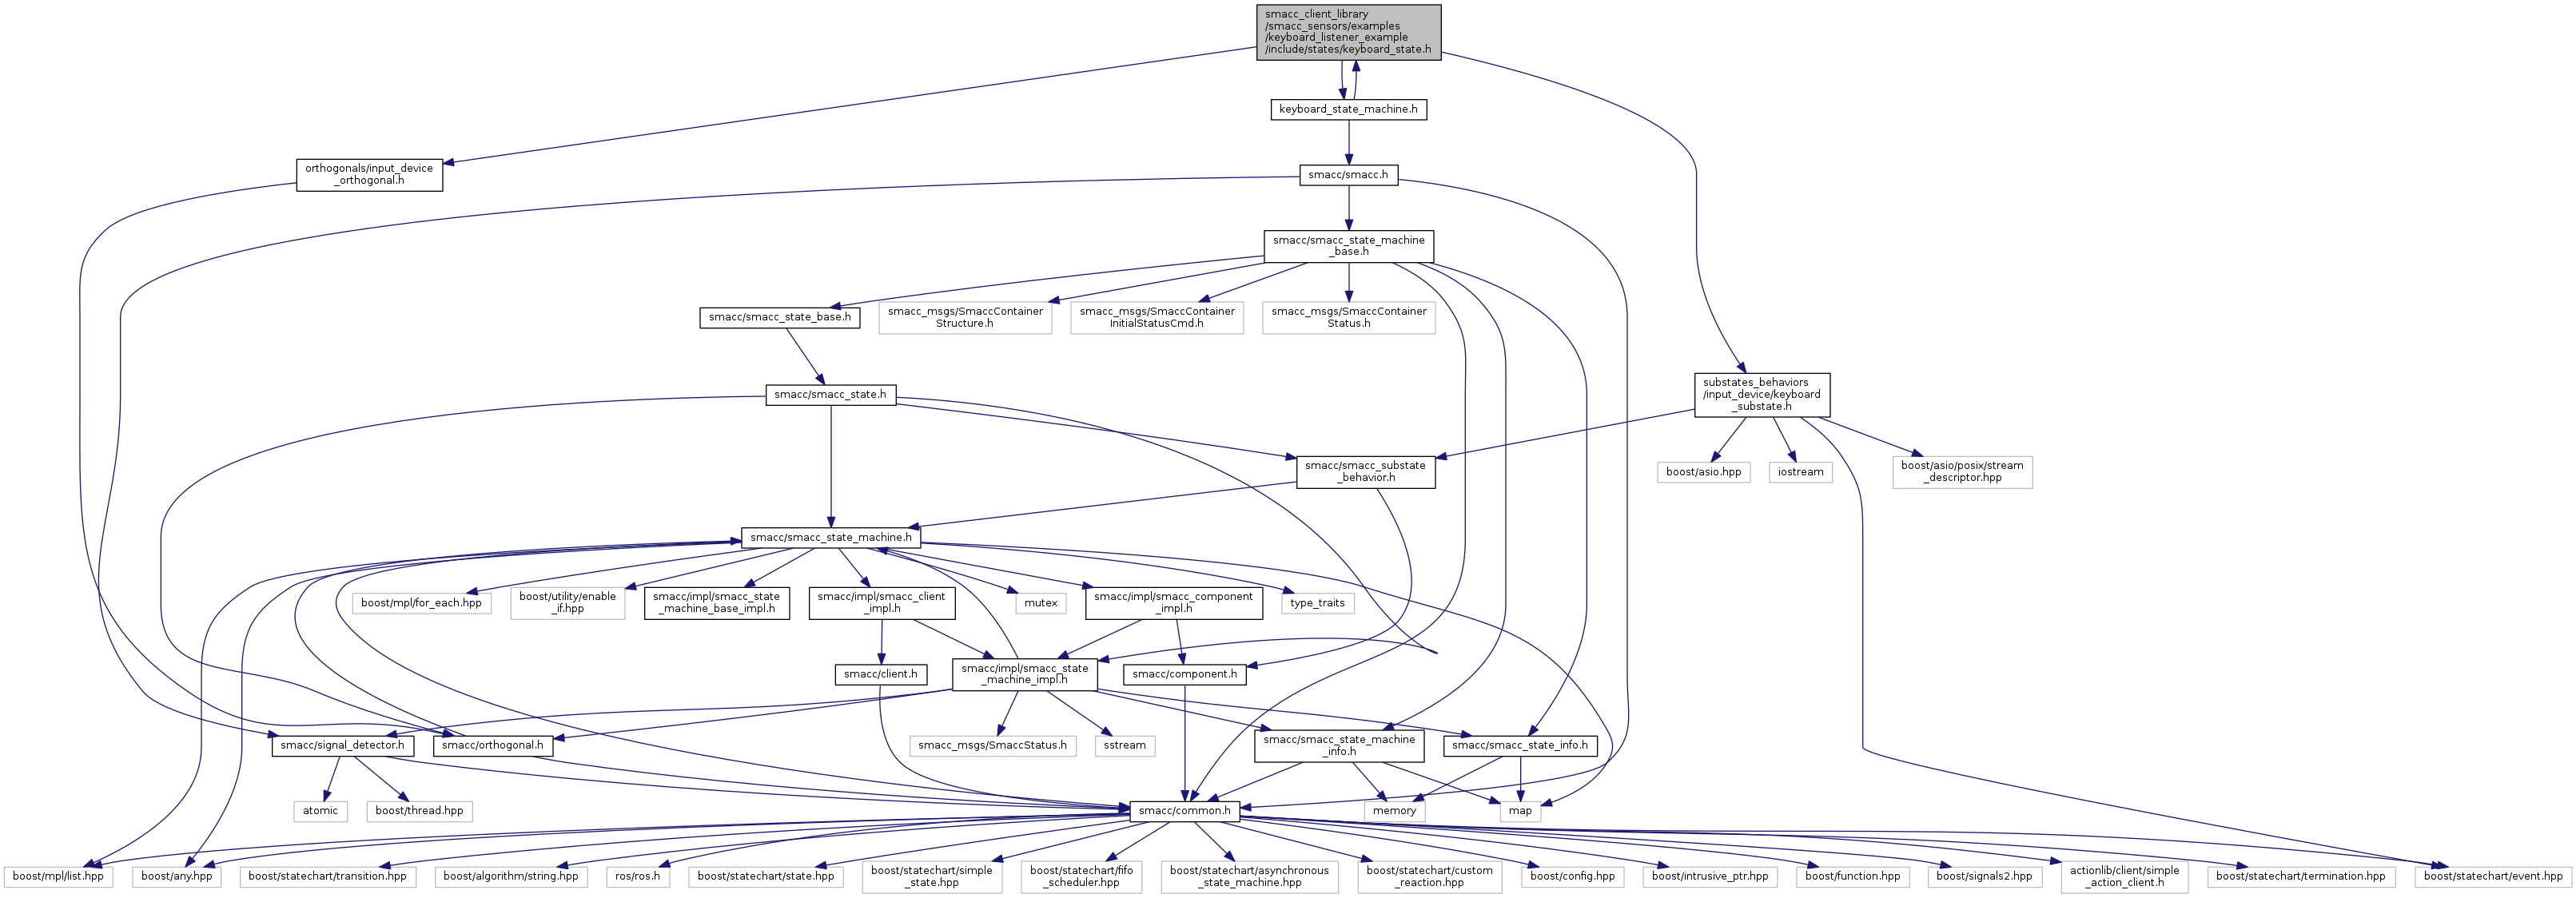 smacc_client_library
/smacc_sensors/examples
/keyboard_listener_example
/include/states/keyboard_state.h
keyboard_state_machine.h
orthogonals/input_device
_orthogonal.h
smacc/smacc.h
smacc/smacc_state_machine
_base.h
smacc/smacc_state_base.h
smacc_msgs/SmaccContainer
Structure.h
smacc_msgs/SmaccContainer
InitialStatusCmd.h
smacc_msgs/SmaccContainer
Status.h
smacc/smacc_state.h
substates_behaviors
/input_device/keyboard
_substate.h
smacc/smacc_substate
_behavior.h
boost/asio.hpp
iostream
boost/asio/posix/stream
_descriptor.hpp
smacc/smacc_state_machine.h
boost/mpl/for_each.hpp
boost/utility/enable
_if.hpp
smacc/impl/smacc_state
_machine_base_impl.h
smacc/impl/smacc_client
_impl.h
mutex
smacc/impl/smacc_component
_impl.h
type_traits
smacc/client.h
smacc/impl/smacc_state
_machine_impl.h
smacc/component.h
smacc/signal_detector.h
smacc/orthogonal.h
smacc_msgs/SmaccStatus.h
sstream
smacc/smacc_state_machine
_info.h
smacc/smacc_state_info.h
atomic
boost/thread.hpp
smacc/common.h
memory
map
boost/mpl/list.hpp
boost/any.hpp
boost/statechart/transition.hpp
boost/algorithm/string.hpp
ros/ros.h
boost/statechart/state.hpp
boost/statechart/simple
_state.hpp
boost/statechart/fifo
_scheduler.hpp
boost/statechart/asynchronous
_state_machine.hpp
boost/statechart/custom
_reaction.hpp
boost/config.hpp
boost/intrusive_ptr.hpp
boost/function.hpp
boost/signals2.hpp
actionlib/client/simple
_action_client.h
boost/statechart/termination.hpp
boost/statechart/event.hpp